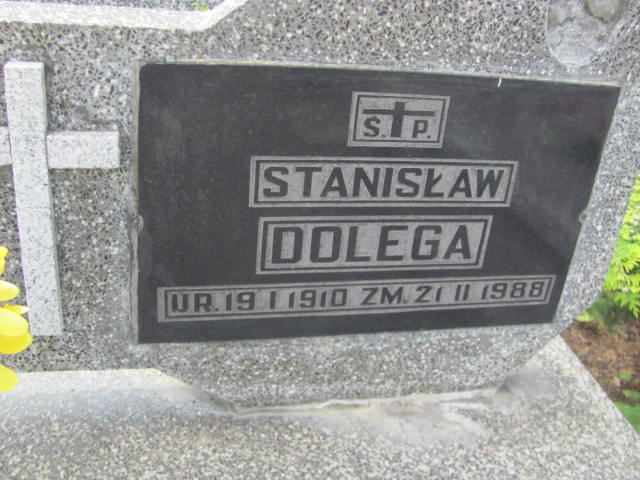 Ś. P.
STANISŁAW
DOLEGA
UR. 19 I 1910 ZM. 21 II 1988